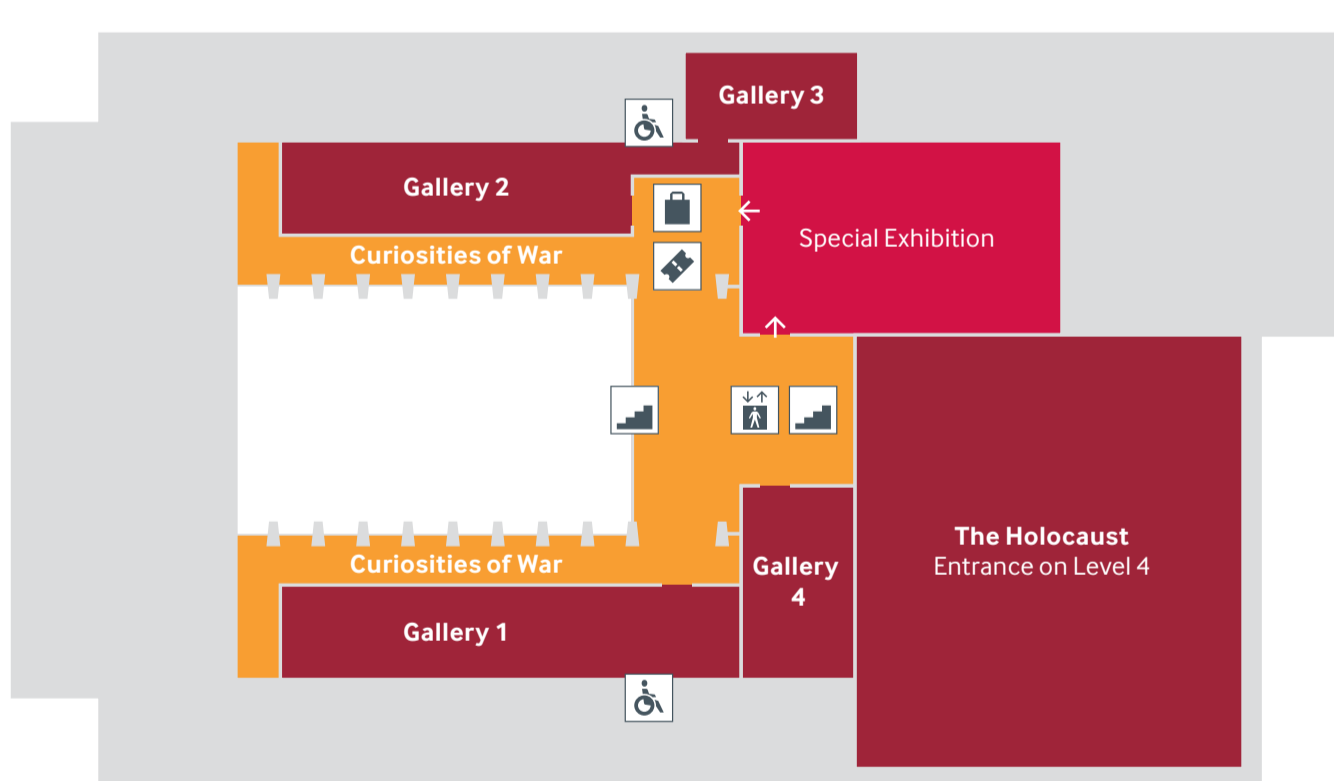 Gallery 3
Gallery 2
Curiosities of War
Special Exhibition
The Holocaust
Entrance on Level 4
Curiosities of War
Gallery
4
Gallery 1